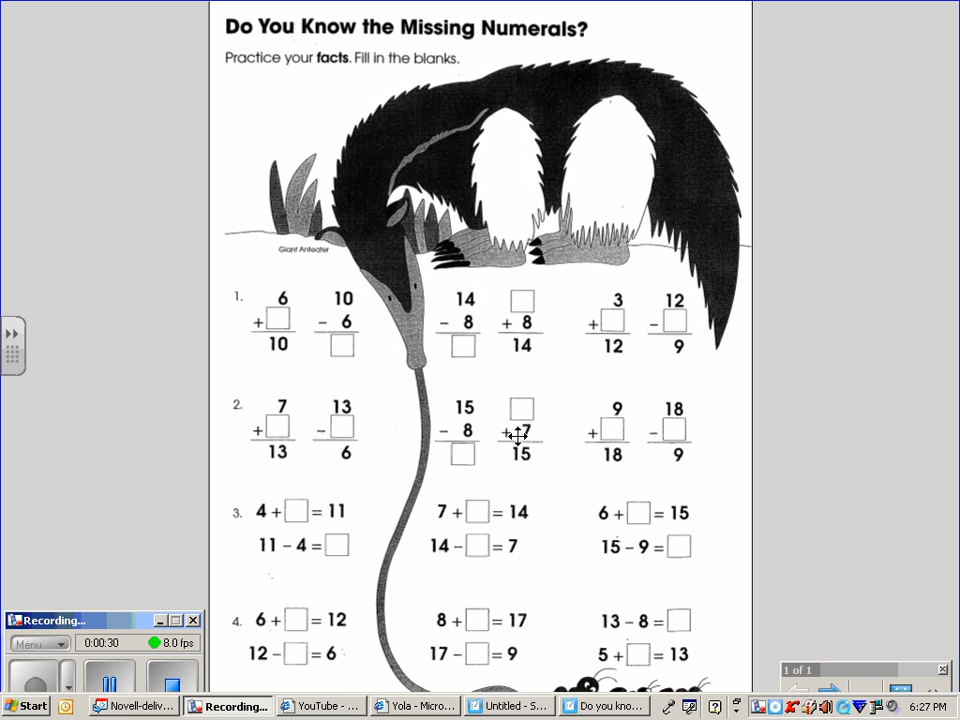 Do You Know the Missing Numerals?
Practice your facts. Fill in the blanks.
Giant Anteater
1. 6 10 14 3 12
+ - 6 - 8 + 8 + -
10 14 12 9
2. 7 13 15 9 18
+ - - 8 + 7 + -
13 6 15 18 9
3. 4 + = 11 7 + = 14 6 + = 15
11 - 4 = 14 - = 7 15 - 9 =
4. 6 + = 12 8 + = 17 13 - 8 =
12 - = 6 17 - = 9 5 + = 13
Recording...
Menu 0:00:30 8.0 fps
1 of 1
Start Novell-deliv... Recording... YouTube - ... Yola - Micro... Untitled - S... Do you kno... 6:27 PM